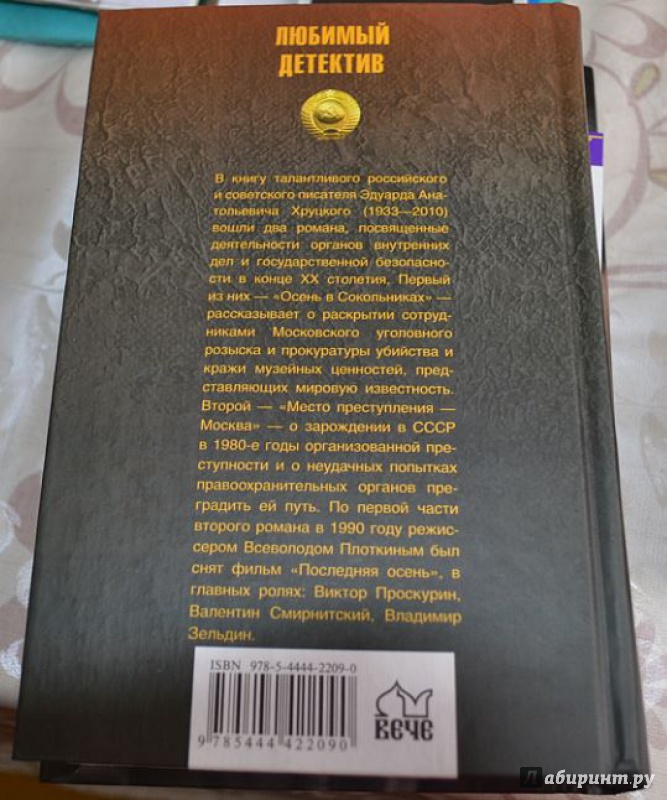 ЛЮБИМЫЙ
ДЕТЕКТИВ
В книгу талантливого российского
и советского писателя Эдуарда Ана-
тольевича Хруцкого (1933—2010)
вошли два романа, посвященные
деятельности органов внутренних
дел и государственной безопасно-
сти в конце XX столетия, Первый
из них — «Осень в Сокольниках» —
рассказывает о раскрытии сотруд-
никами Московского уголовного
розыска и прокуратуры убийства и
кражи музейных ценностей, пред-
ставляющих мировую известность.
Второй — «Место преступления —
Москва» — о зарождении в СССР
в 1980-е годы организованной пре-
ступности и о неудачных попытках
правоохранительных органов пре-
градить ей путь. По первой части
второго романа в 1990 году режис-
сером Всеволодом Плоткиным был
снят фильм «Последняя осень», в
главных ролях: Виктор Проскурин,
Валентин Смирнитский, Владимир
Зельдин.
ISBN 978-5-4444-2209-0
9 785444 422090
ВЕЧЕ
Лабиринт.ру